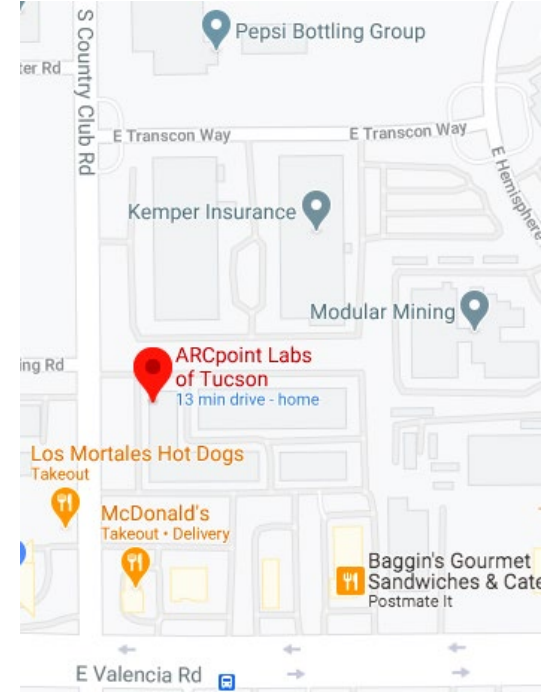 Pepsi Bottling Group
ter Rd
S Country Club Rd
E Transcon Way
E Transcon Way
E Hemisphere
Kemper Insurance
Modular Mining
ARCpoint Labs
of Tucson
13 min drive - home
ing Rd
Los Mortales Hot Dogs
Takeout
McDonald's
Takeout • Delivery
Baggin's Gourmet
Sandwiches & Cate
Postmate It
E Valencia Rd